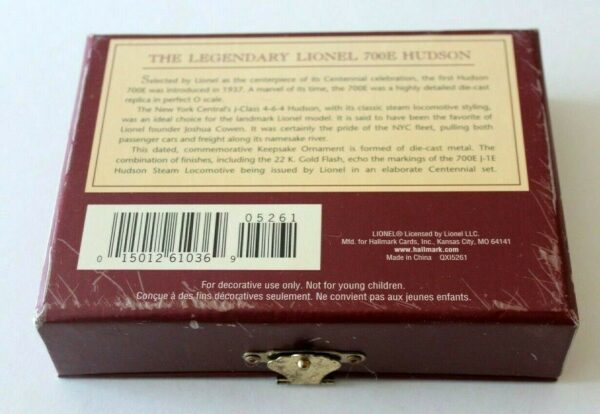 THE LEGENDARY LIONEL 700E HUDSON
Selected by Lionel as the centerpiece of its Centennial celebration, the first Hudson
700E was introduced in 1937. A marvel of its time, the 700E was a highly detailed die-cast
replica in perfect O scale.
The New York Central's J-Class 4-6-4 Hudson, with its classic steam locomotive styling,
was an ideal choice for the landmark Lionel model. It is said to have been the favorite of
Lionel founder Joshua Cowen. It was certainly the pride of the NYC fleet, pulling both
passenger cars and freight along its namesake river.
This dated, commemorative Keepsake Ornament is formed of die-cast metal. The
combination of finishes, including the 22 K. Gold Flash, echo the markings of the 700E J-1E
Hudson Steam Locomotive being issued by Lionel in an elaborate Centennial set.
05261
0 15012 61036 9
LIONEL® Licensed by Lionel LLC.
Mfd. for Hallmark Cards, Inc., Kansas City, MO 64141
www.hallmark.com
Made in China QXI5261
For decorative use only. Not for young children.
Conçue à des fins décoratives seulement. Ne convient pas aux jeunes enfants.